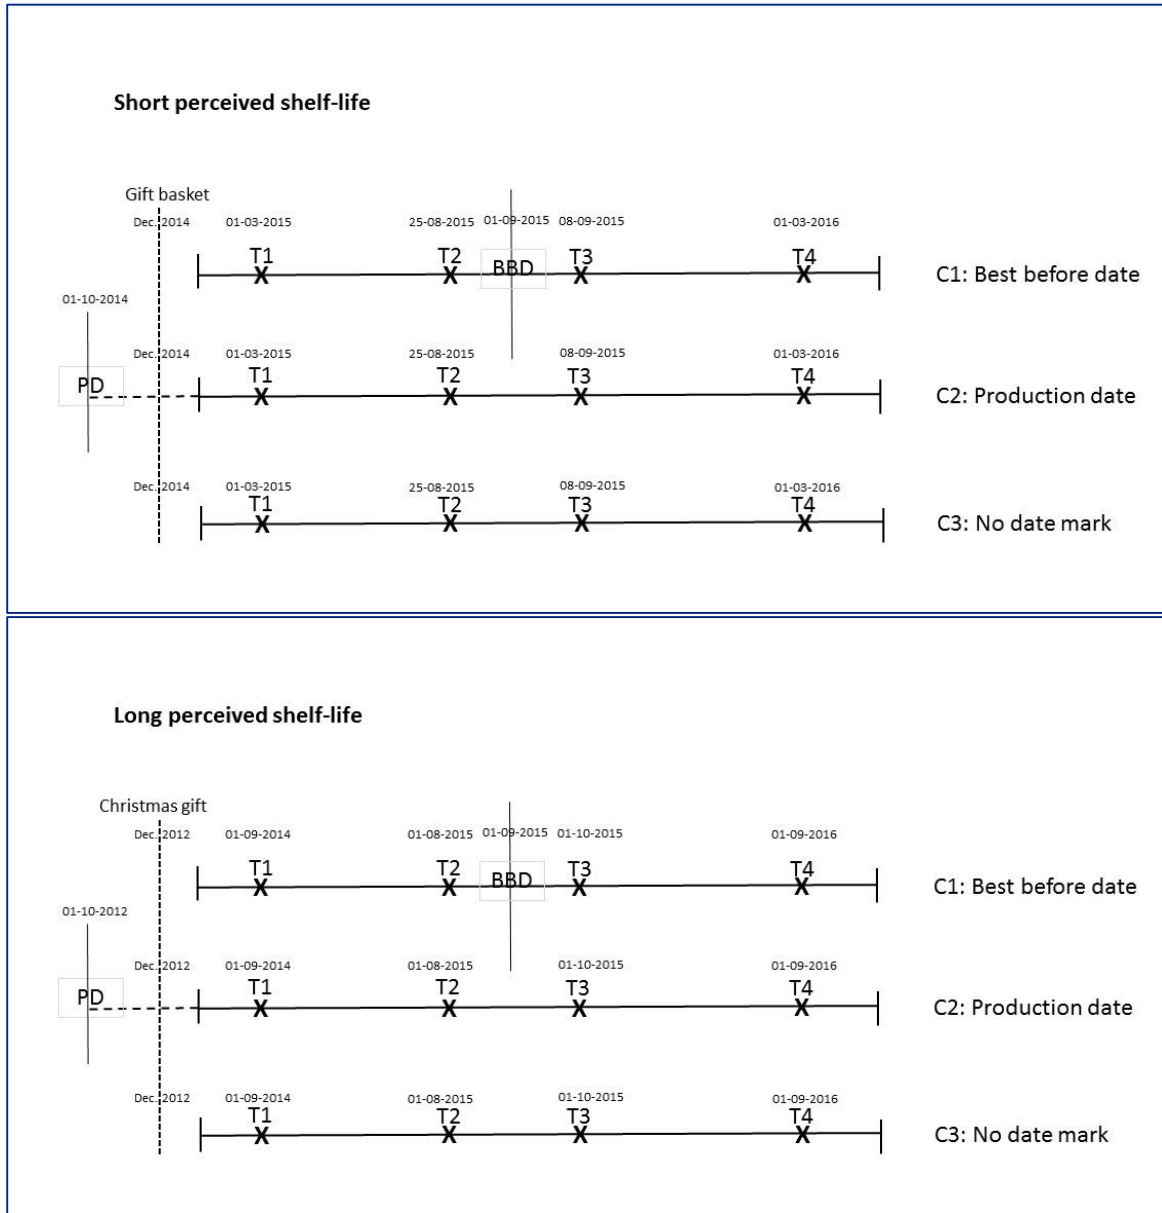 Short perceived shelf-life
Gift basket
Dec. 2014 01-03-2015 25-08-2015 01-09-2015 08-09-2015 01-03-2016
T1 T2 BBD T3 T4
X X X X
C1: Best before date
01-10-2014
Dec. 2014 01-03-2015 25-08-2015 08-09-2015 01-03-2016
PD T1 T2 T3 T4
X X X X
C2: Production date
Dec. 2014 01-03-2015 25-08-2015 08-09-2015 01-03-2016
T1 T2 T3 T4
X X X X
C3: No date mark
Long perceived shelf-life
Christmas gift
Dec. 2012 01-09-2014 01-08-2015 01-09-2015 01-10-2015 01-09-2016
T1 T2 BBD T3 T4
X X X X
C1: Best before date
01-10-2012
Dec. 2012 01-09-2014 01-08-2015 01-10-2015 01-09-2016
PD T1 T2 T3 T4
X X X X
C2: Production date
Dec. 2012 01-09-2014 01-08-2015 01-10-2015 01-09-2016
T1 T2 T3 T4
X X X X
C3: No date mark